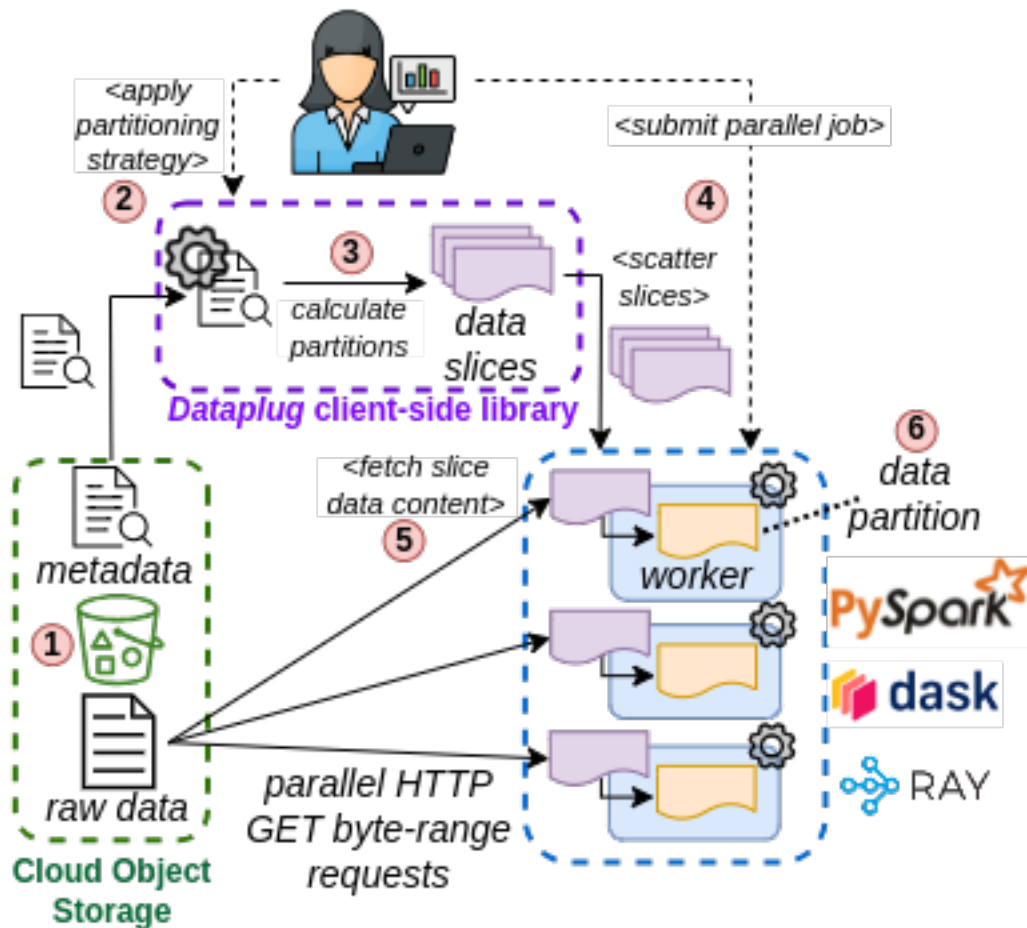 <apply
partitioning
strategy>
2
<submit parallel job>
4
3
calculate
partitions
data
slices
<scatter
slices>
Dataplug client-side library
6
data
partition
<fetch slice
data content>
5
worker
metadata
1
raw data
Cloud Object
Storage
parallel HTTP
GET byte-range
requests
PySpark
dask
RAY